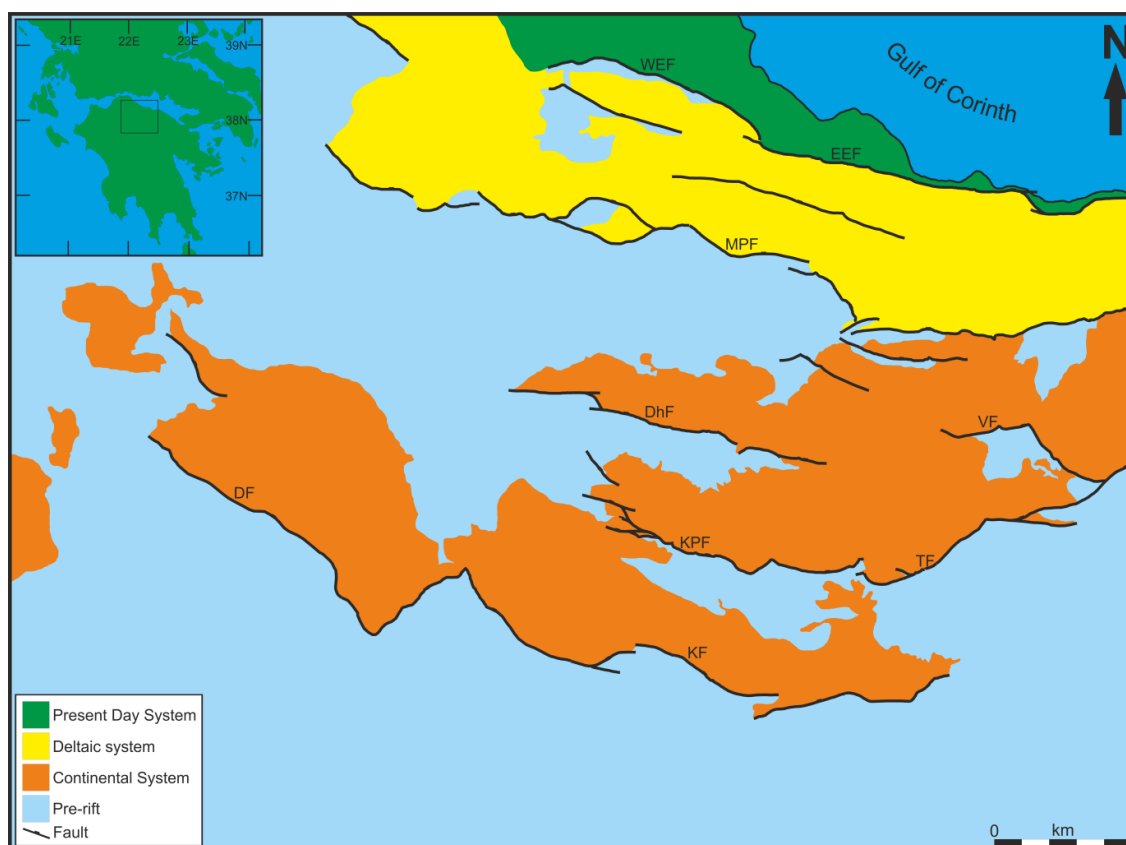 21E 22E 23E
39N
38N
37N
Gulf of Corinth
N
WEF
EEF
MPF
DhF
VF
DF
KPF
TF
KF
Present Day System
Deltaic system
Continental System
Pre-rift
Fault
0 km